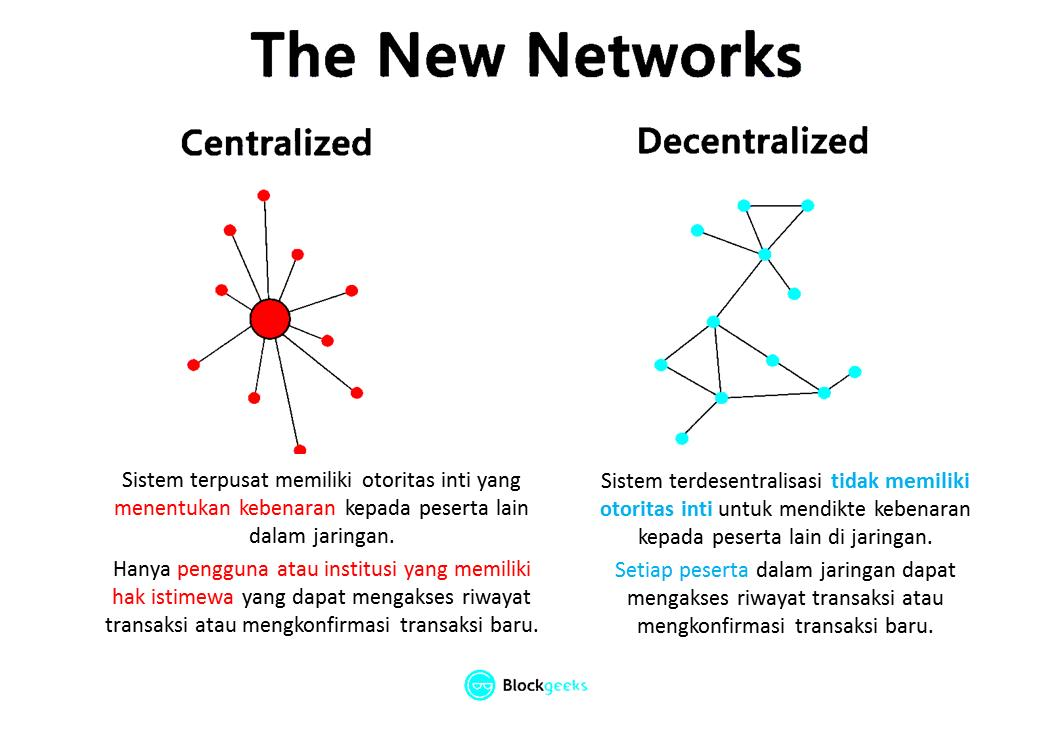 The New Networks
Centralized
Decentralized
Sistem terpusat memiliki otoritas inti yang
menentukan kebenaran kepada peserta lain
dalam jaringan.
Hanya pengguna atau institusi yang memiliki
hak istimewa yang dapat mengakses riwayat
transaksi atau mengkonfirmasi transaksi baru.
Sistem terdesentralisasi tidak memiliki
otoritas inti untuk mendikte kebenaran
kepada peserta lain di jaringan.
Setiap peserta dalam jaringan dapat
mengakses riwayat transaksi atau
mengkonfirmasi transaksi baru.
Blockgeeks